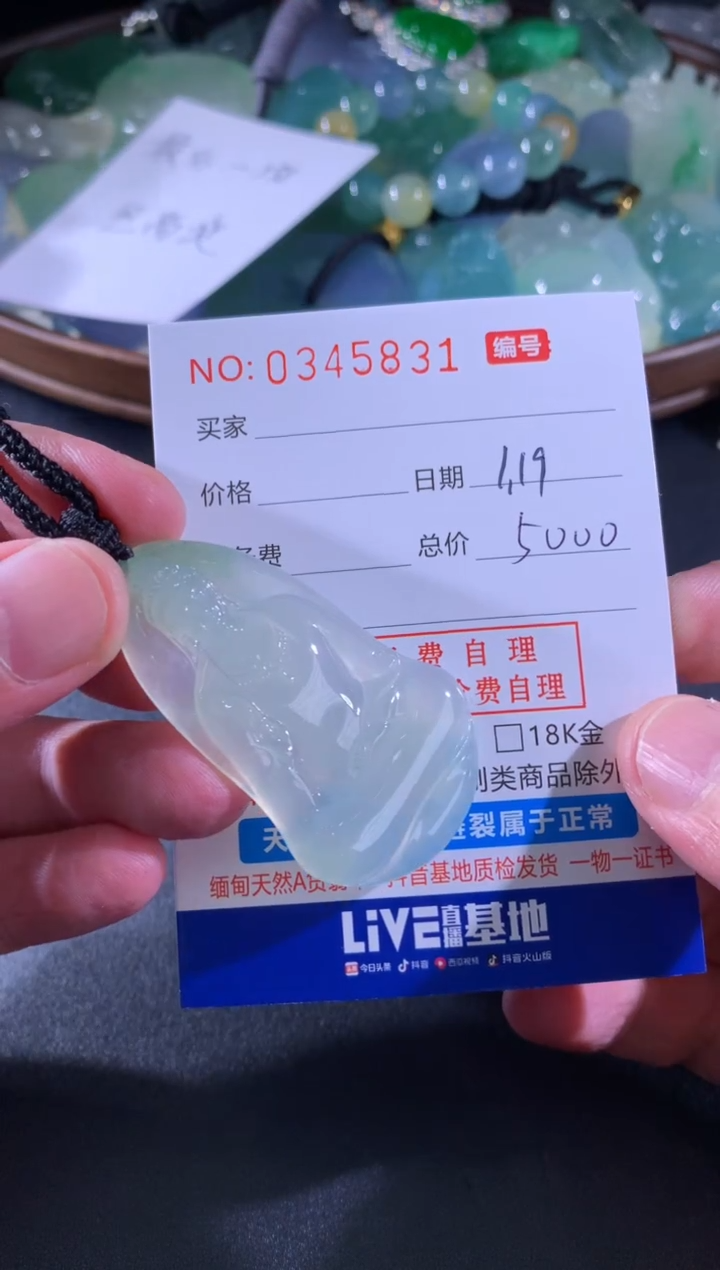 NO:0345831 编号
买家
价格 日期 1,19
费 总价 5000
费自理
费自理
□18K金
类商品除外
天 裂属于正常
缅甸天然A货 抖音基地质检发货 一物一证书
LiVE直播基地
今日头条 抖音 西瓜视频 抖音火山版